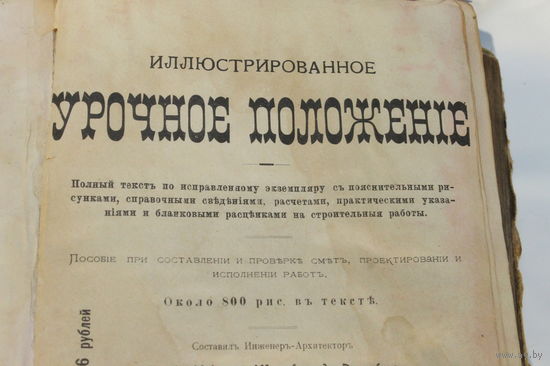 ИЛЛЮСТРИРОВАННОЕ
УРОЧНОЕ ПОЛОЖЕНІЕ
Полный текстъ по исправленному экземпляру съ пояснительными ри-
сунками, справочными свѣдѣніями, расчетами, практическими указа-
ніями и бланковыми расцѣнками на строительныя работы.
Пособіе при составленіи и провѣркѣ смѣтъ, проектированіи и
исполненіи работъ.
Около 800 рис. въ текстѣ.
Составилъ Инженеръ-Архитекторъ
6 рублей
ay.by